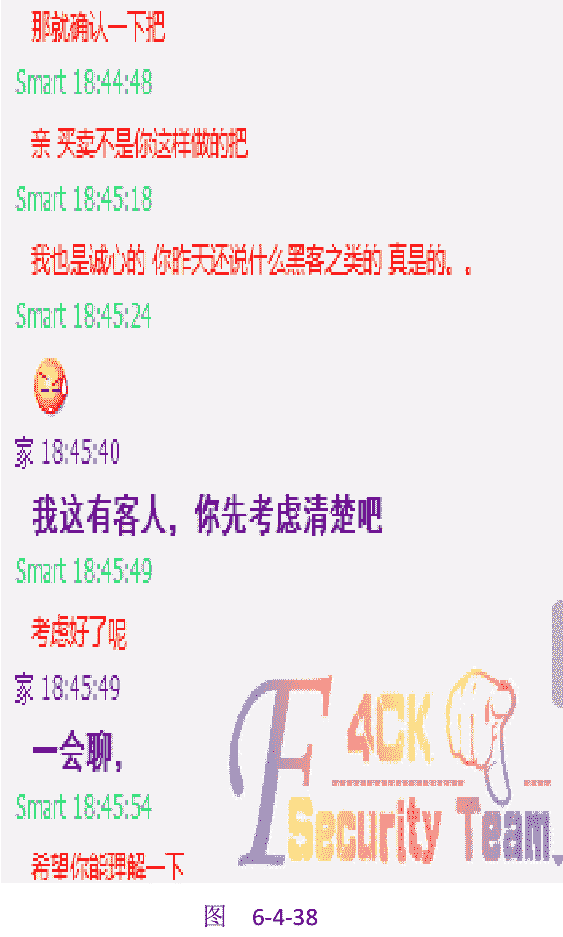 那就确认一下把
Smart 18:44:48
亲 买卖不是你这样做的把
Smart 18:45:18
我也是诚心的 你昨天还说什么黑客之类的 真是的。。
Smart 18:45:24
家 18:45:40
我这有客人，你先考虑清楚吧
Smart 18:45:49
考虑好了呢
家 18:45:49
一会聊，
Smart 18:45:54
希望你能理解一下
F4CK
Security Team
图 6-4-38